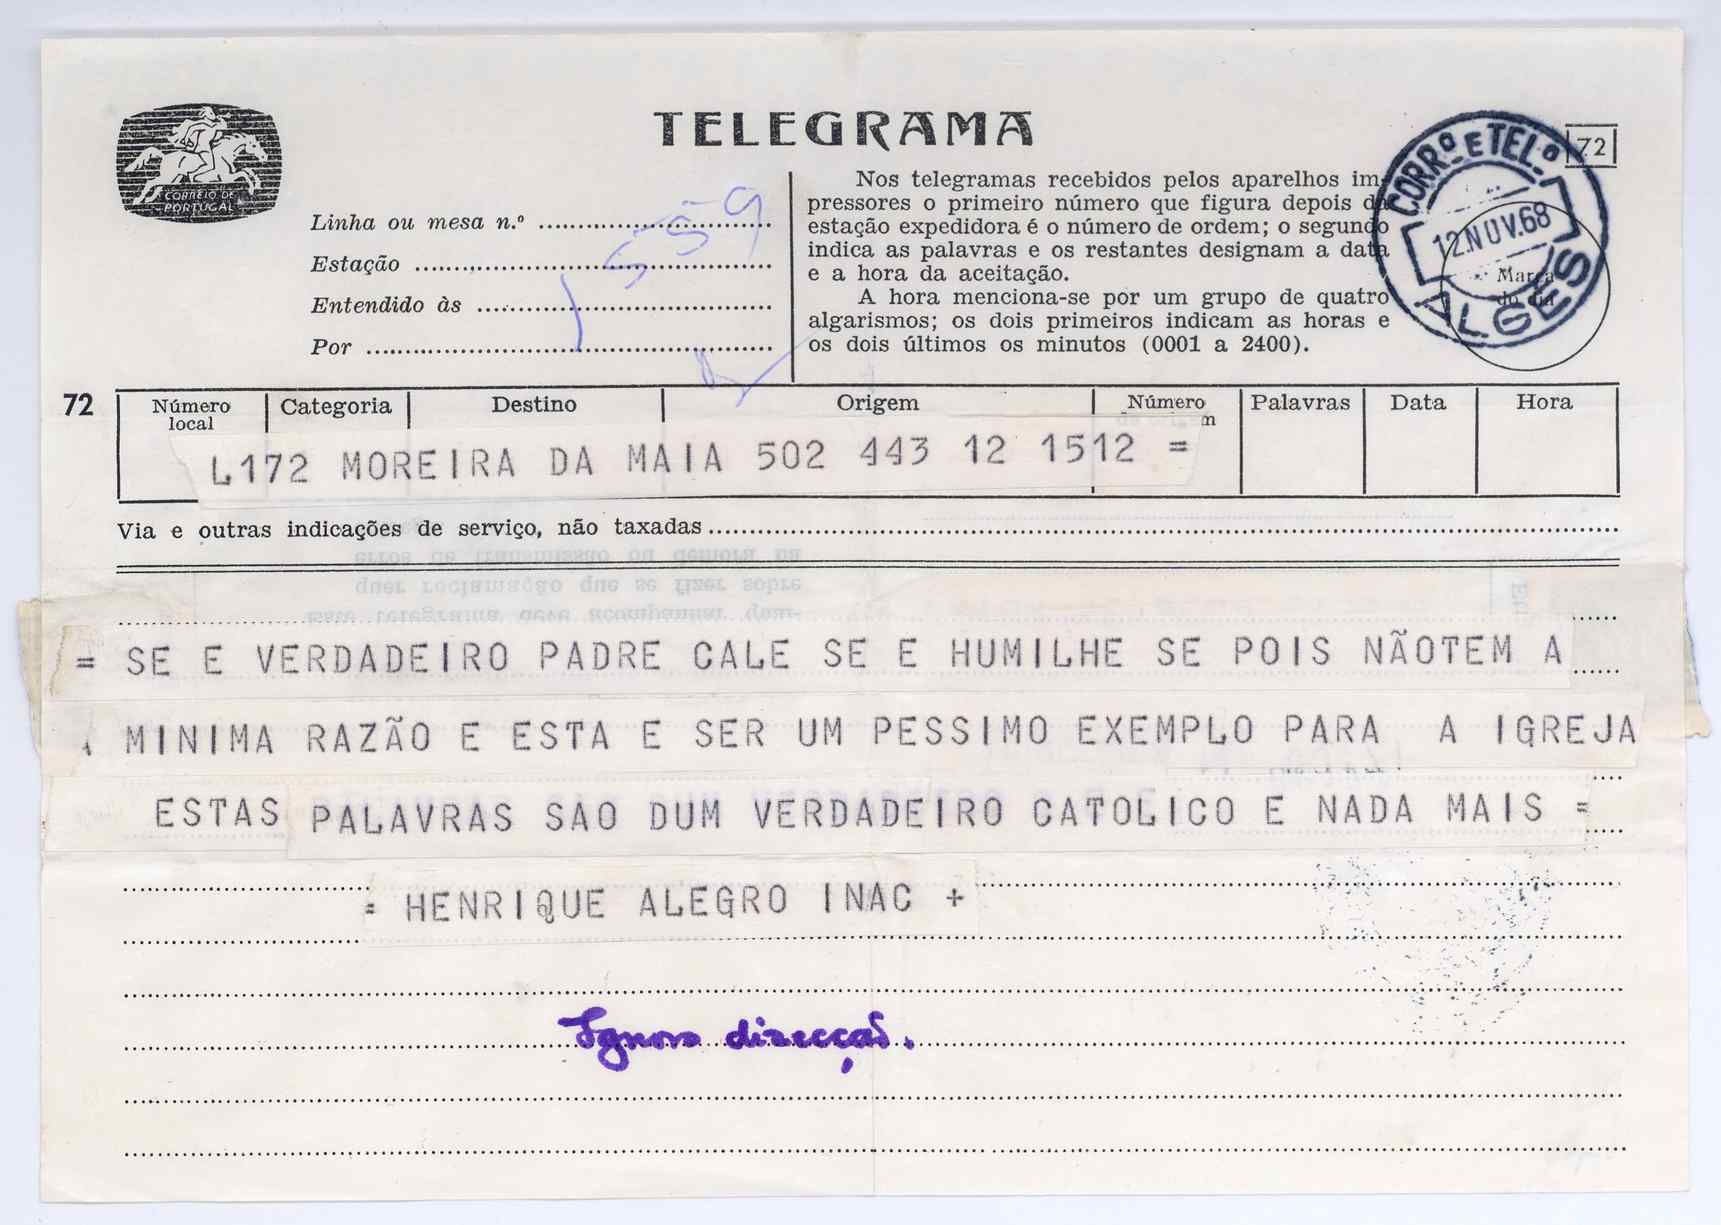 TELEGRAMA
CORREIO DE
PORTUGAL
Linha ou mesa n.º
1559
Estação
Entendido às
Por
Nos telegramas recebidos pelos aparelhos im-
pressores o primeiro número que figura depois da
estação expedidora é o número de ordem; o segundo
indica as palavras e os restantes designam a data
e a hora da aceitação.
A hora menciona-se por um grupo de quatro
algarismos; os dois primeiros indicam as horas e
os dois últimos os minutos (0001 a 2400).
72
CORR.º E TEL.º
12.NOV.68
ALGES
Marca
do dia
72
Número
local
Categoria
Destino
Origem
Número
Palavras
Data
Hora
L172 MOREIRA DA MAIA 502 443 12 1512 =
Via e outras indicações de serviço, não taxadas
= SE E VERDADEIRO PADRE CALE SE E HUMILHE SE POIS NÃOTEM A
MINIMA RAZÃO E ESTA E SER UM PESSIMO EXEMPLO PARA A IGREJA
ESTAS PALAVRAS SAO DUM VERDADEIRO CATOLICO E NADA MAIS =
= HENRIQUE ALEGRO INAC +
Ignora direcção.